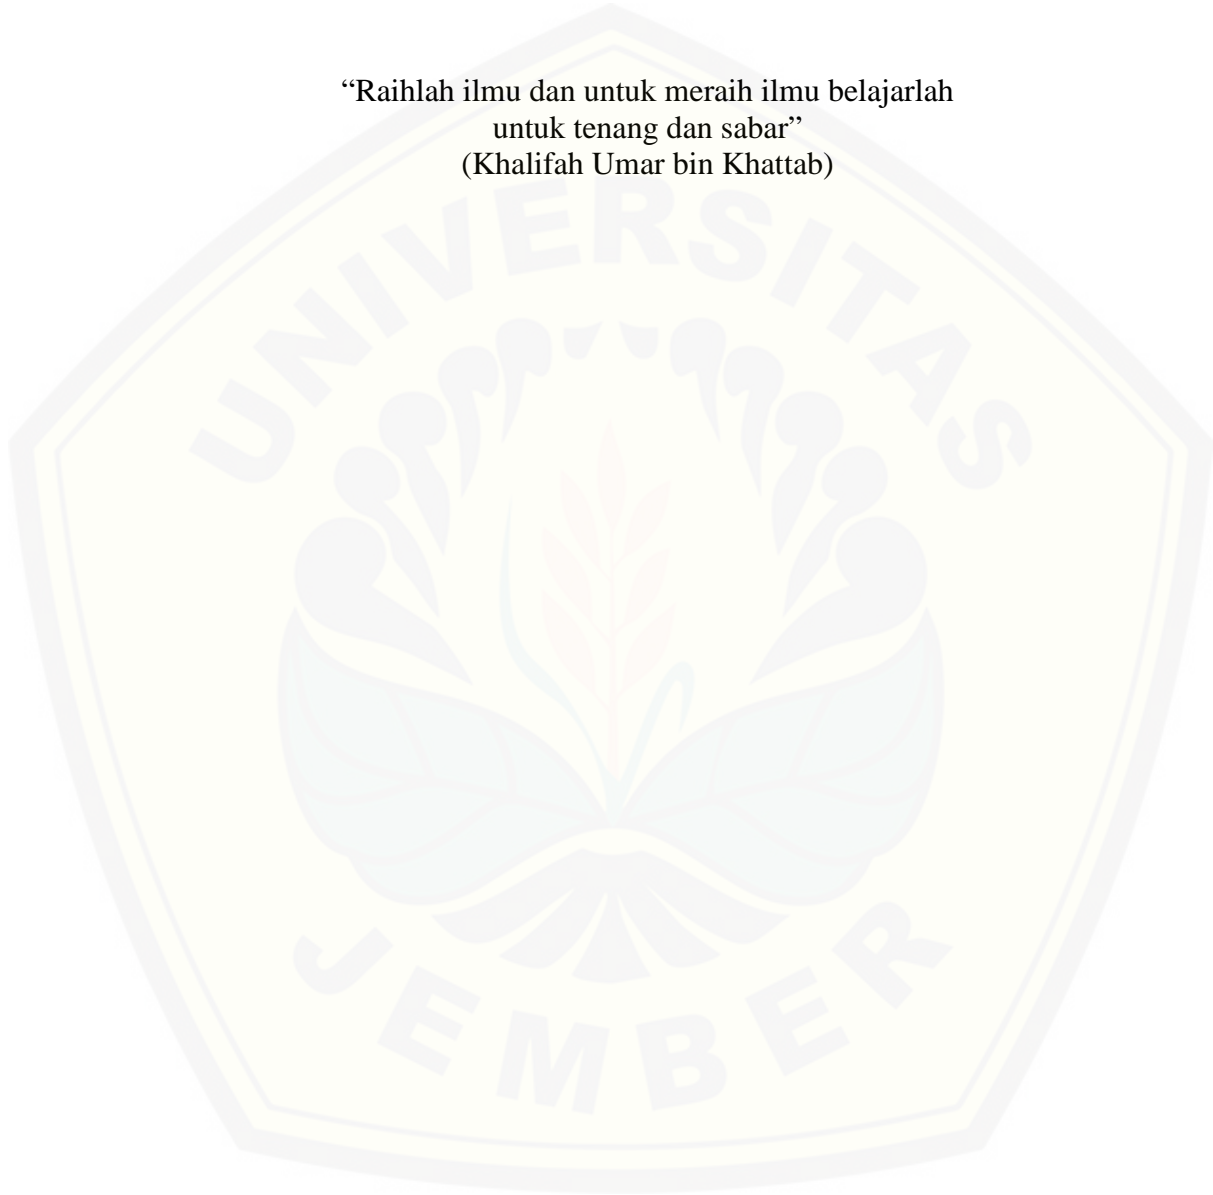 “Raihlah ilmu dan untuk meraih ilmu belajarlah
untuk tenang dan sabar”
(Khalifah Umar bin Khattab)
UNIVERSITAS
JEMBER